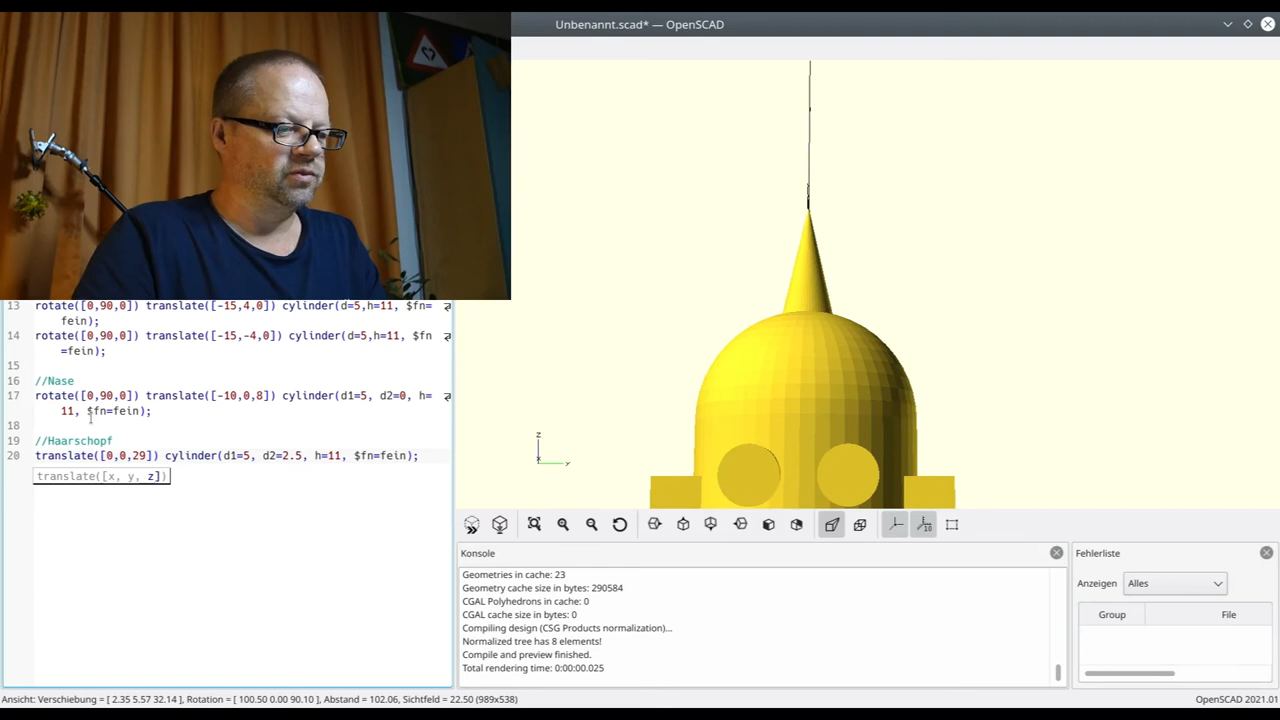 Unbenannt.scad* — OpenSCAD
13 rotate([0,90,0]) translate([-15,4,0]) cylinder(d=5,h=11, $fn=
fein);
14 rotate([0,90,0]) translate([-15,-4,0]) cylinder(d=5,h=11, $fn
=fein);
15
16 //Nase
17 rotate([0,90,0]) translate([-10,0,8]) cylinder(d1=5, d2=0, h=
11, $fn=fein);
18
19 //Haarschopf
20 translate([0,0,29]) cylinder(d1=5, d2=2.5, h=11, $fn=fein);
translate([x, y, z])
z
x
y
10
Konsole
Geometries in cache: 23
Geometry cache size in bytes: 290584
CGAL Polyhedrons in cache: 0
CGAL cache size in bytes: 0
Compiling design (CSG Products normalization)...
Normalized tree has 8 elements!
Compile and preview finished.
Total rendering time: 0:00:00.025
Fehlerliste
Anzeigen Alles
Group File
Ansicht: Verschiebung = [ 2.35 5.57 32.14 ], Rotation = [ 100.50 0.00 90.10 ], Abstand = 102.06, Sichtfeld = 22.50 (989x538)
OpenSCAD 2021.01